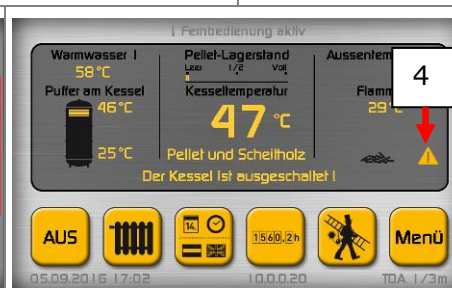 i Fernbedienung aktiv
Warmwasser 1
58°C
Pellet-Lagerstand
Leer 1/2 Voll
Aussentem
4
Puffer am Kessel
46°C
25°C
Kesseltemperatur
47 °C
Flamm
29°
Pellet und Scheitholz
Der Kessel ist ausgeschaltet !
AUS
14.
1560,2h
Menü
05.09.2016 17:02
10.0.0.20
TDA 1/3m